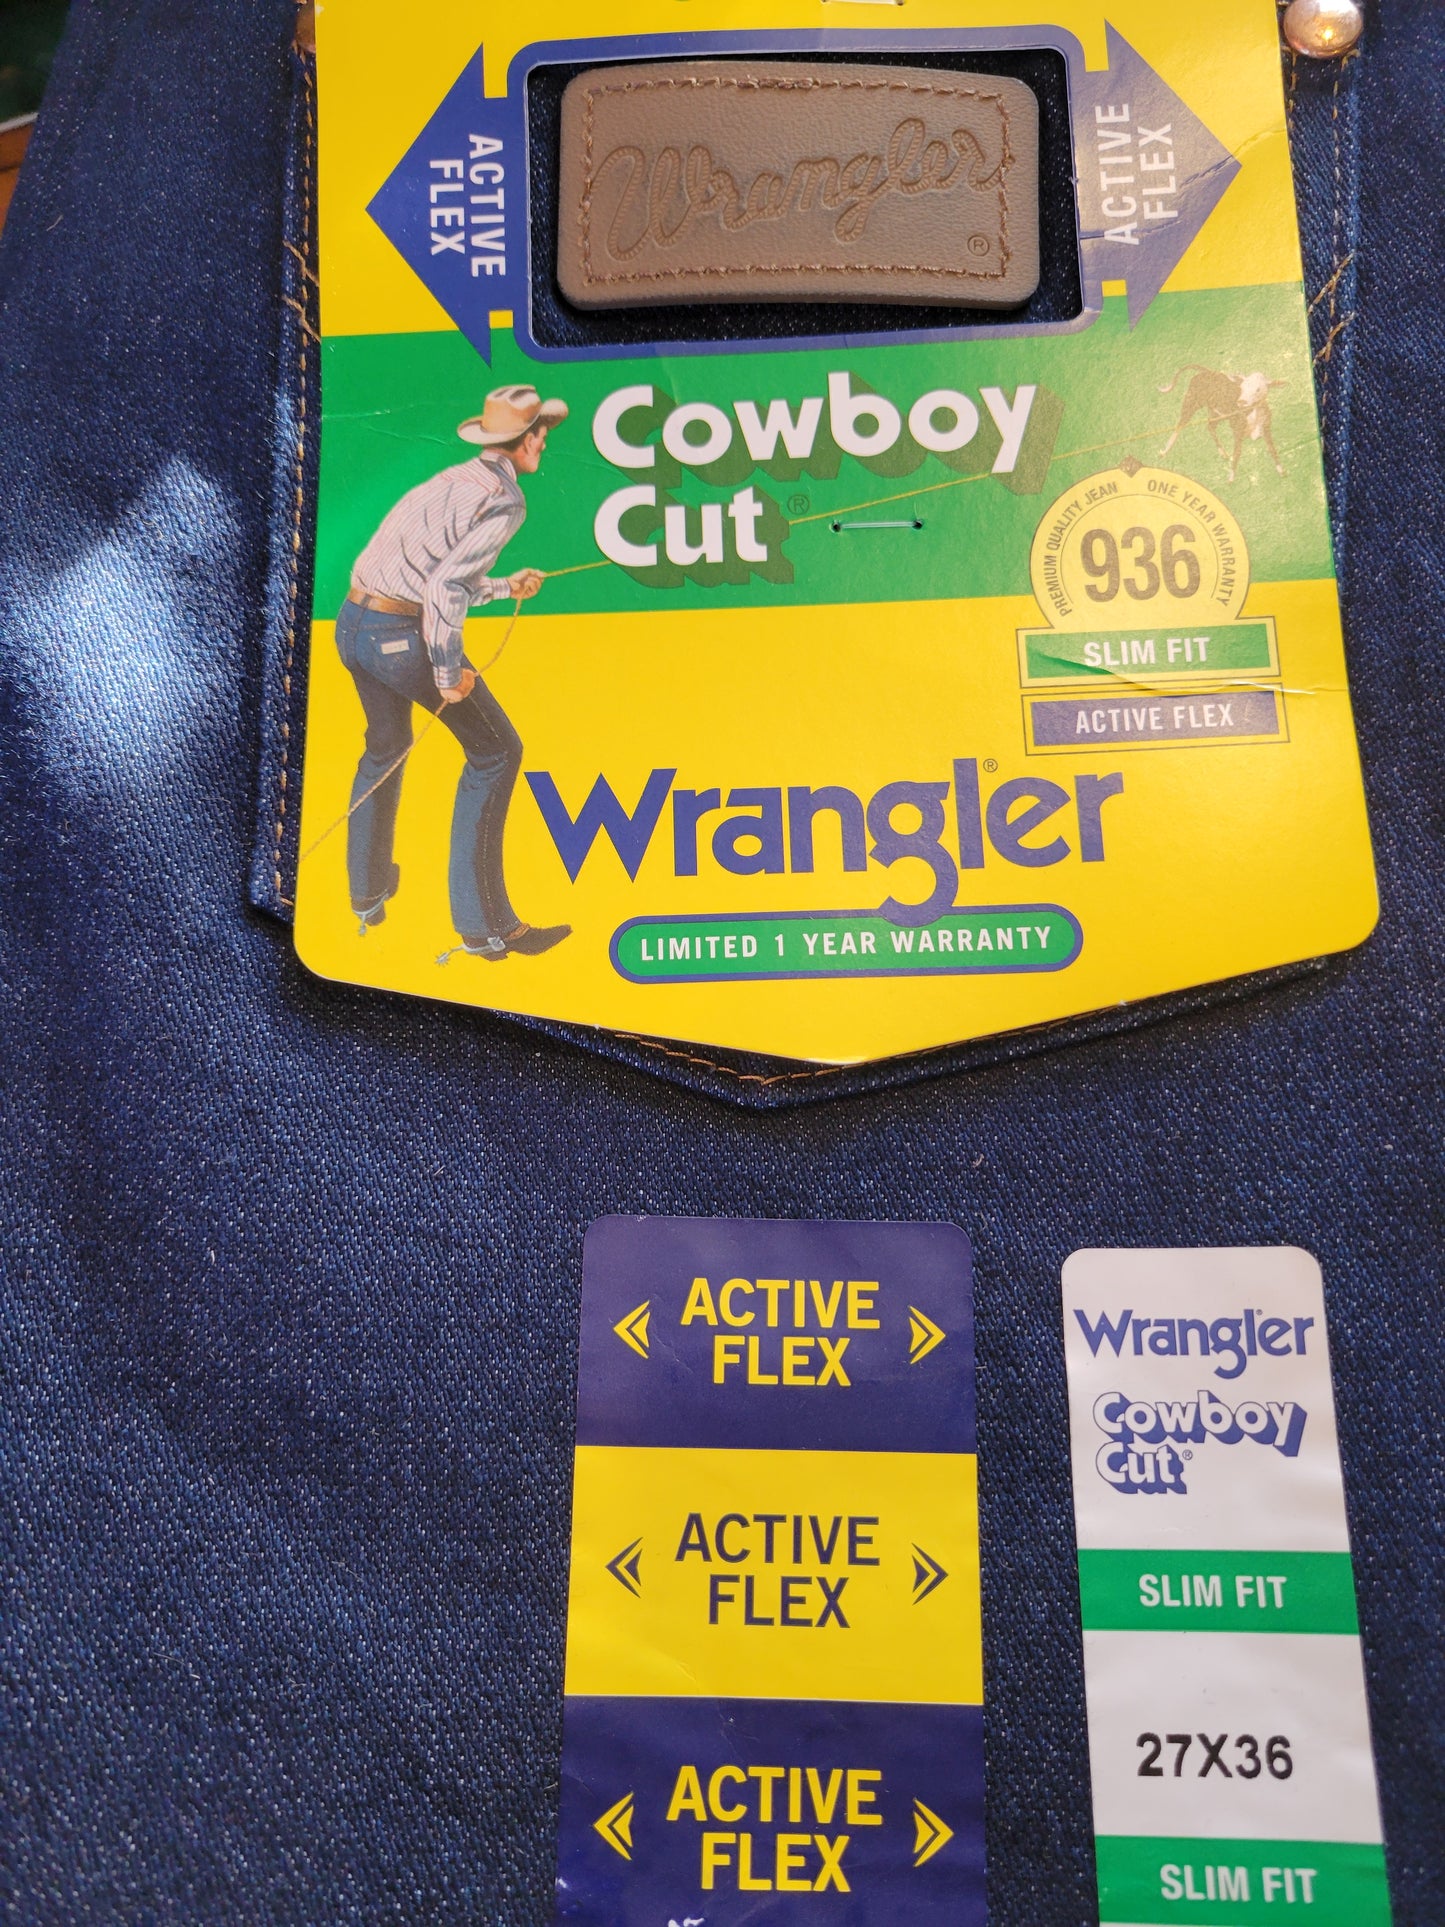 ACTIVE
FLEX
Wrangler
®
ACTIVE
FLEX
Cowboy
Cut®
PREMIUM QUALITY JEAN ONE YEAR WARRANTY
936
SLIM FIT
ACTIVE FLEX
Wrangler®
LIMITED 1 YEAR WARRANTY
ACTIVE
FLEX
ACTIVE
FLEX
ACTIVE
FLEX
Wrangler
Cowboy
Cut®
SLIM FIT
27X36
SLIM FIT